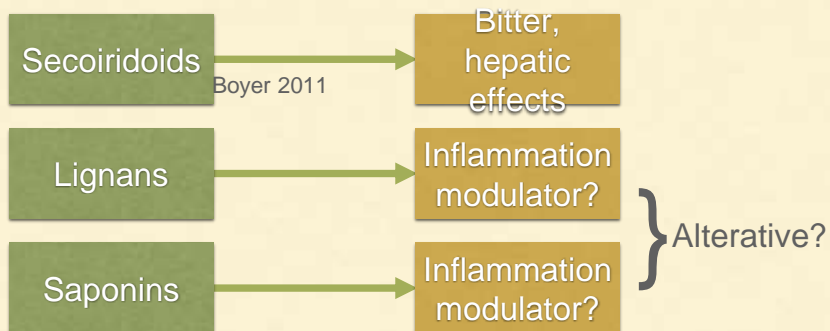 Secoiridoids
Boyer 2011
Bitter,
hepatic
effects
Lignans
Inflammation
modulator?
Saponins
Inflammation
modulator?
} Alterative?